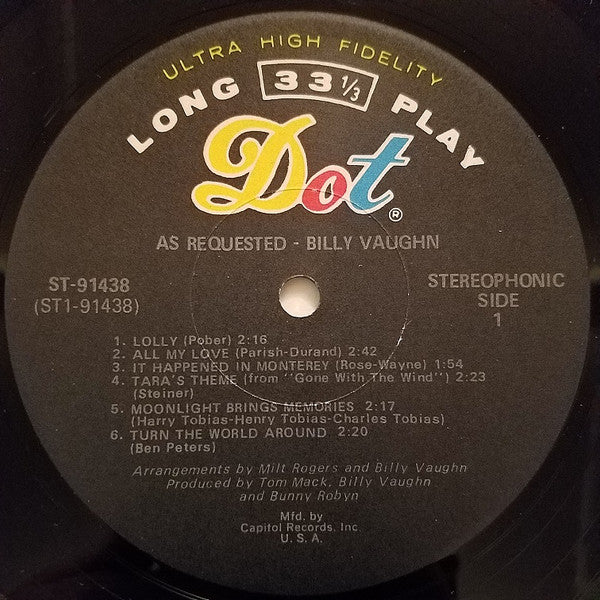 ULTRA HIGH FIDELITY
LONG 33 1/3 PLAY
Dot®
AS REQUESTED - BILLY VAUGHN
ST-91438
(ST1-91438)
STEREOPHONIC
SIDE
1
1. LOLLY (Pober) 2:16
2. ALL MY LOVE (Parish-Durand) 2:42
3. IT HAPPENED IN MONTEREY (Rose-Wayne) 1:54
4. TARA'S THEME (from "Gone With The Wind") 2:23
(Steiner)
5. MOONLIGHT BRINGS MEMORIES 2:17
(Harry Tobias-Henry Tobias-Charles Tobias)
6. TURN THE WORLD AROUND 2:20
(Ben Peters)
Arrangements by Milt Rogers and Billy Vaughn
Produced by Tom Mack, Billy Vaughn
and Bunny Robyn
Mfd. by
Capitol Records, Inc.
U. S. A.